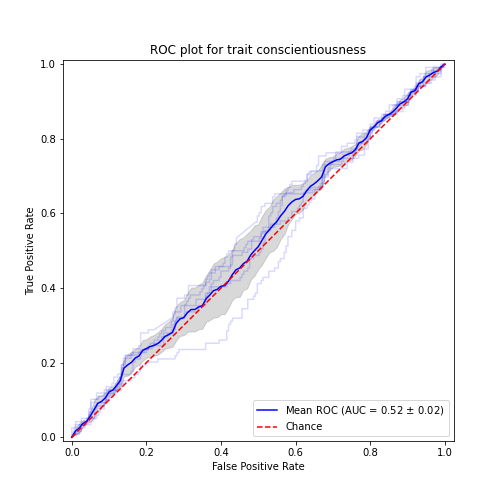 ROC plot for trait conscientiousness
1.0
0.8
0.6
0.4
0.2
0.0
True Positive Rate
Mean ROC (AUC = 0.52 ± 0.02)
Chance
0.0 0.2 0.4 0.6 0.8 1.0
False Positive Rate